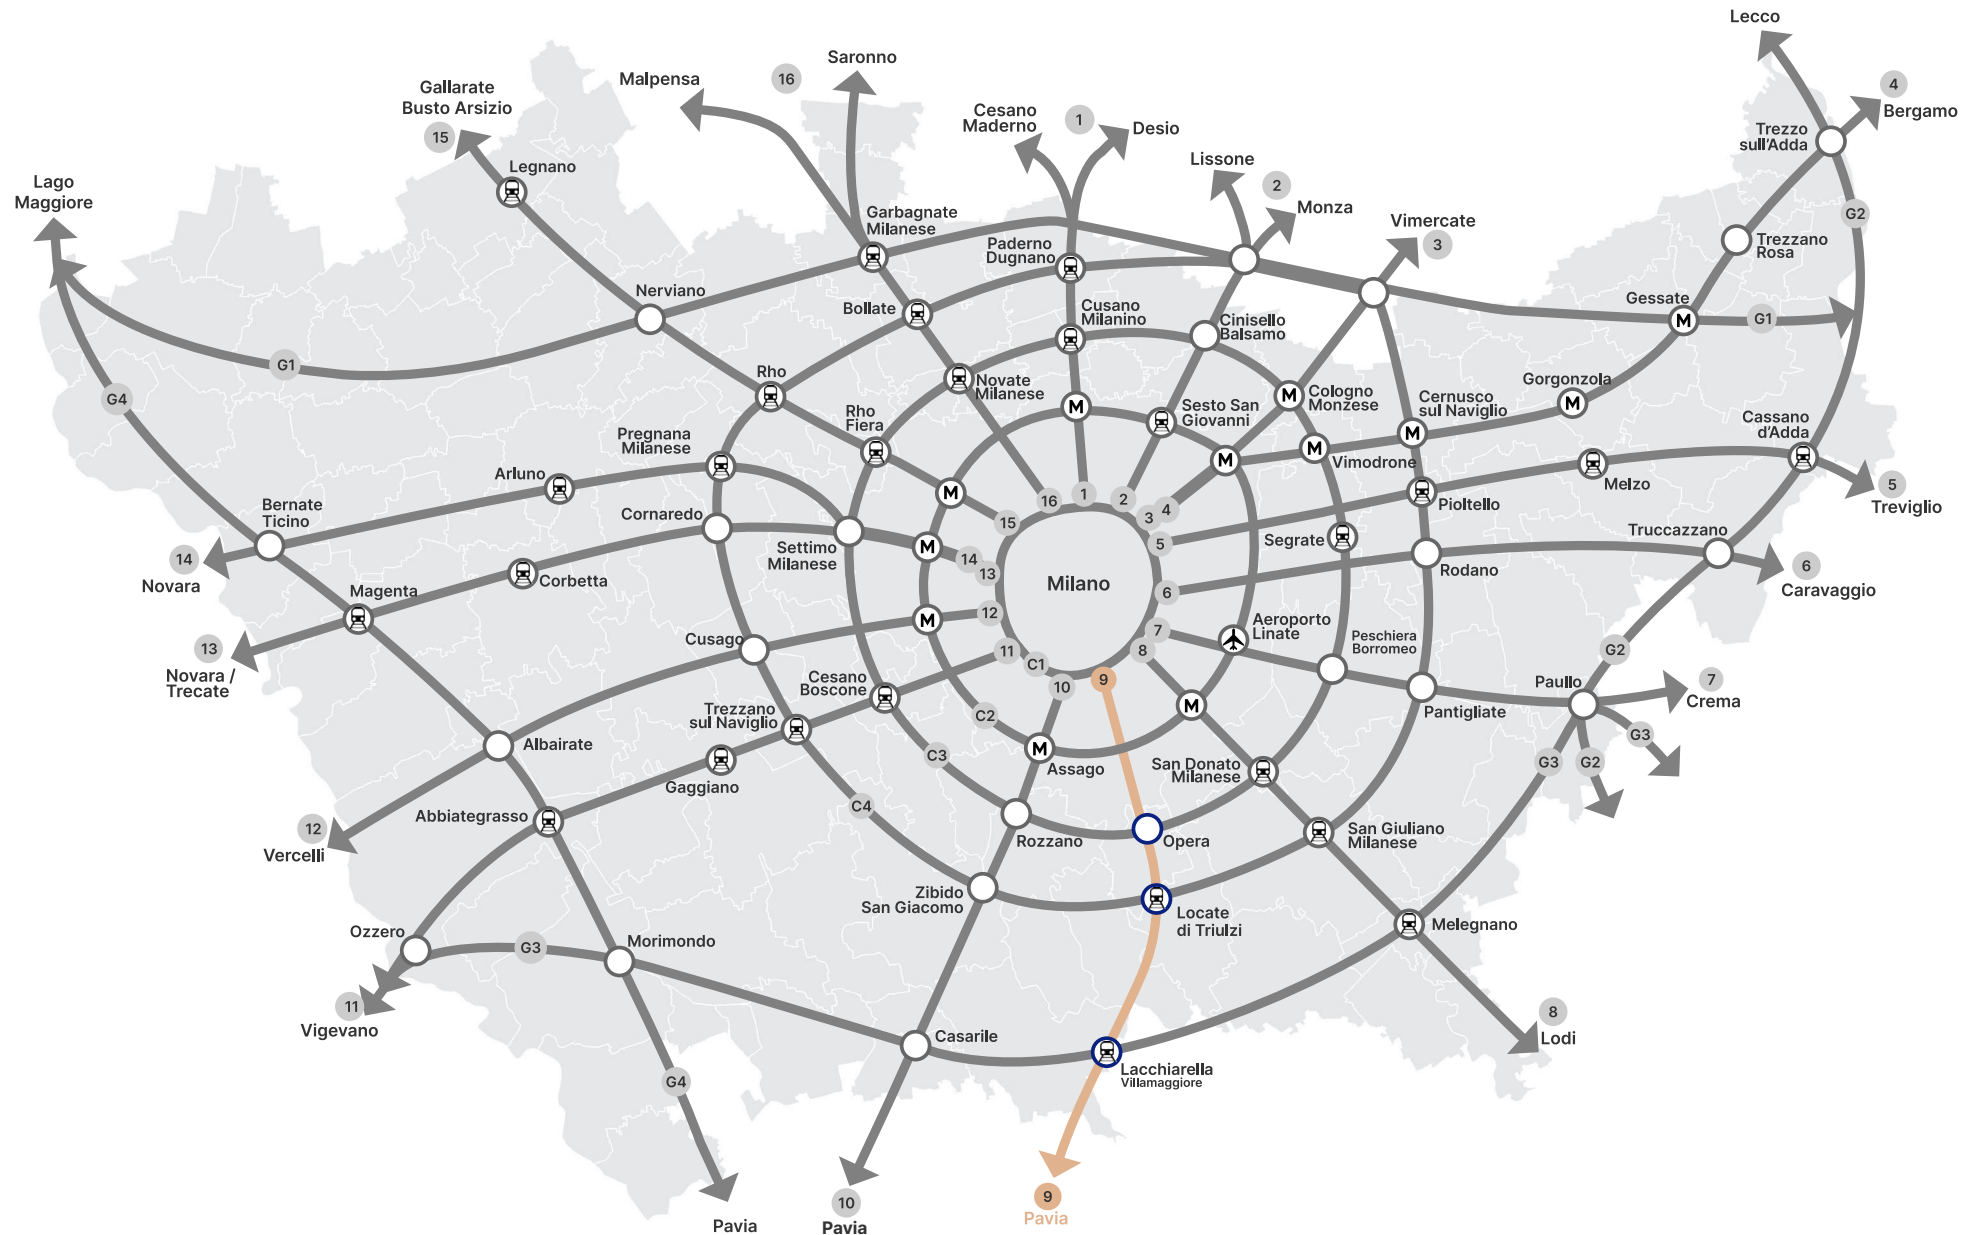 Lecco
4
Bergamo
Trezzo
sull'Adda
G2
Trezzano
Rosa
Gessate
M
G1
Saronno
16
Malpensa
Gallarate
Busto Arsizio
15
Legnano
Cesano
Maderno
1
Desio
Lissone
2
Monza
Vimercate
3
Lago
Maggiore
Garbagnate
Milanese
Paderno
Dugnano
Nerviano
Bollate
Cusano
Milanino
Cinisello
Balsamo
G1
G4
Rho
Novate
Milanese
Rho
Fiera
M
Sesto San
Giovanni
M
Cologno
Monzese
Cernusco
sul Naviglio
M
Gorgonzola
M
Cassano
d'Adda
Pregnana
Milanese
Arluno
M
M
M
Vimodrone
Melzo
Pioltello
5
Treviglio
Bernate
Ticino
Cornaredo
Settimo
Milanese
M
16
1
2
3
4
5
15
14
13
Segrate
Truccazzano
Rodano
6
Caravaggio
14
Novara
Corbetta
Magenta
Milano
12
6
M
13
Novara /
Trecate
Cusago
11
C1
10
9
8
7
Aeroporto
Linate
Peschiera
Borromeo
G2
Paullo
7
Crema
Cesano
Boscone
Trezzano
sul Naviglio
C2
M
Pantigliate
G3
Albairate
Gaggiano
C3
M
Assago
San Donato
Milanese
G3
G2
Abbiategrasso
C4
12
Vercelli
Rozzano
Opera
San Giuliano
Milanese
Zibido
San Giacomo
Locate
di Triulzi
Melegnano
Ozzero
G3
Morimondo
11
Vigevano
Casarile
8
Lodi
Lacchiarella
Villamaggiore
G4
Pavia
10
Pavia
9
Pavia